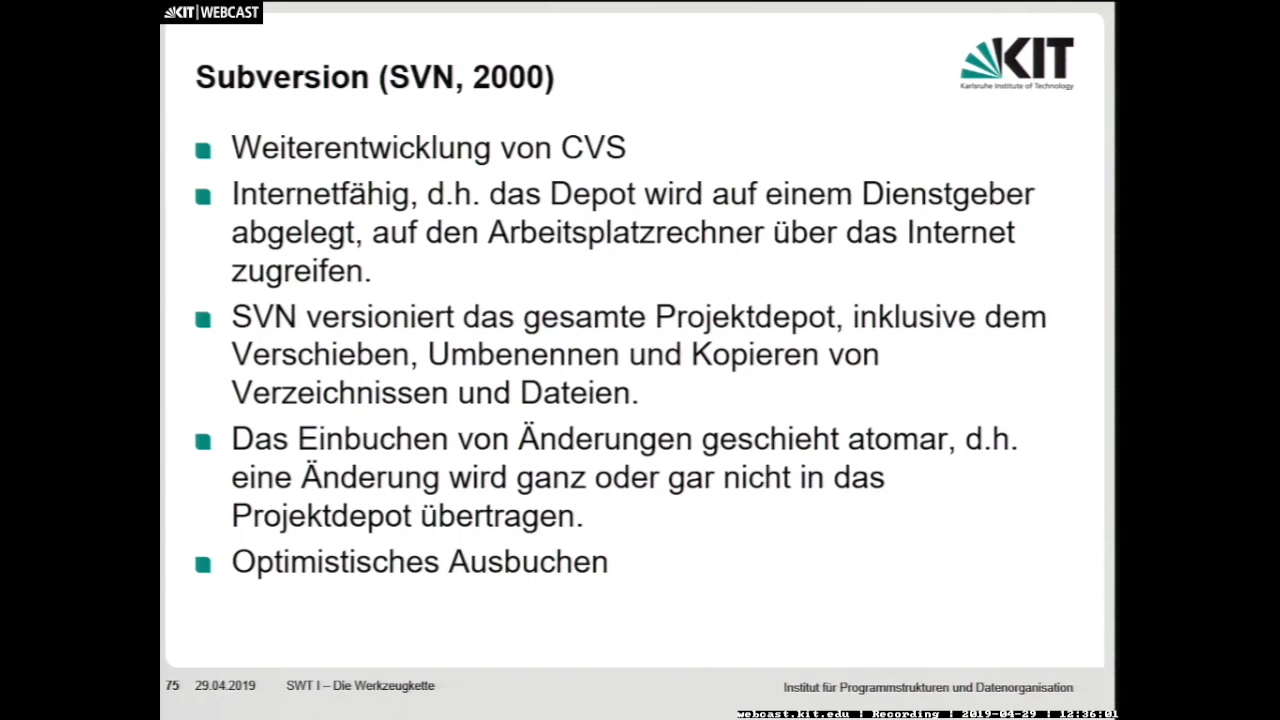 KIT WEBCAST
KIT
Karlsruhe Institute of Technology
Subversion (SVN, 2000)
Weiterentwicklung von CVS
Internetfähig, d.h. das Depot wird auf einem Dienstgeber
abgelegt, auf den Arbeitsplatzrechner über das Internet
zugreifen.
SVN versioniert das gesamte Projektdepot, inklusive dem
Verschieben, Umbenennen und Kopieren von
Verzeichnissen und Dateien.
Das Einbuchen von Änderungen geschieht atomar, d.h.
eine Änderung wird ganz oder gar nicht in das
Projektdepot übertragen.
Optimistisches Ausbuchen
75 29.04.2019 SWT I – Die Werkzeugkette Institut für Programmstrukturen und Datenorganisation
webcast.kit.edu | Recording | 2019-04-29 | 12:36:01